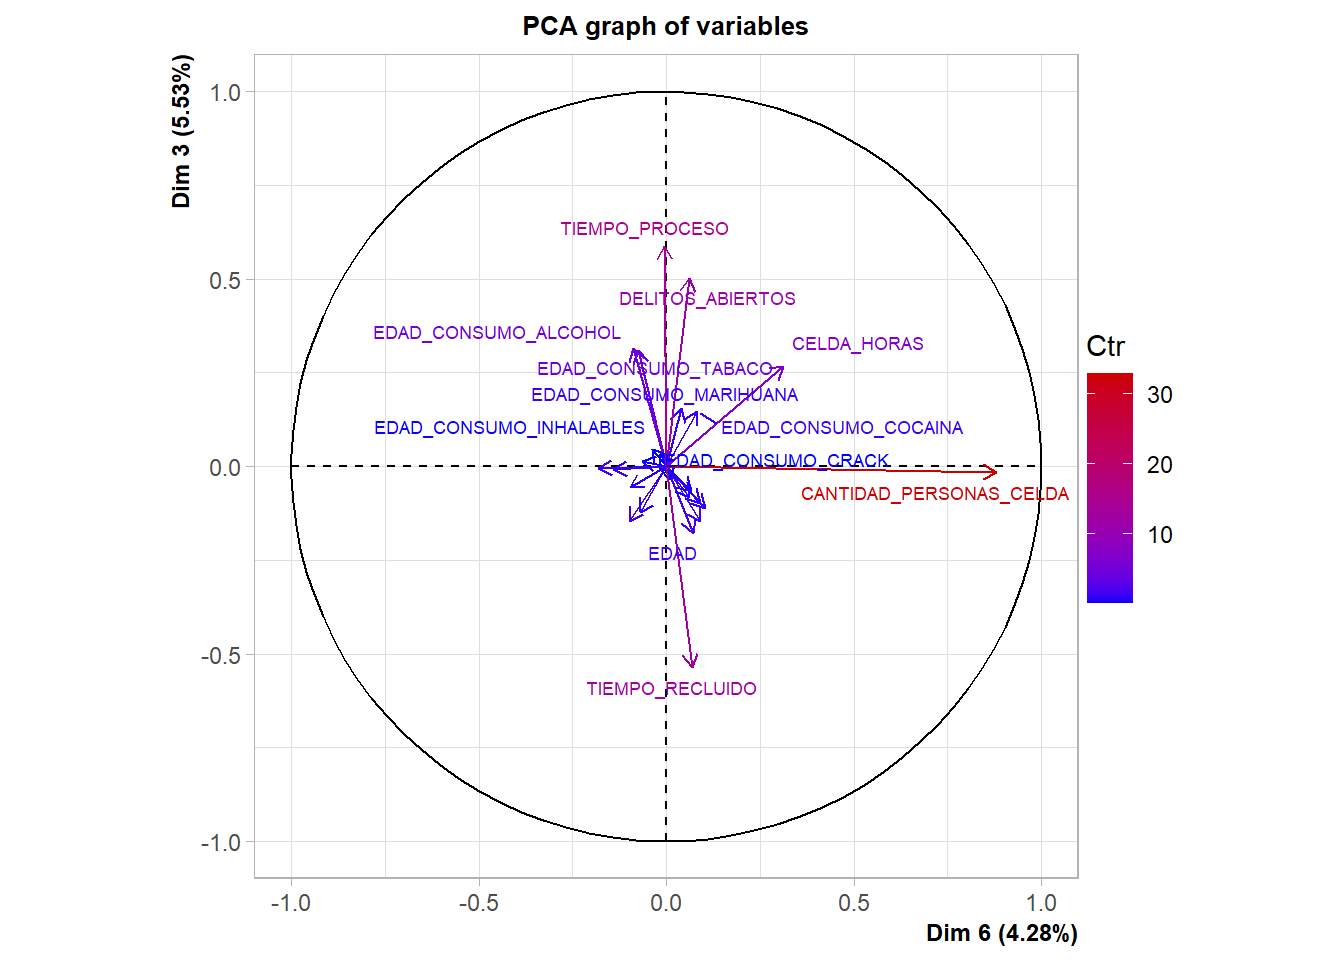 PCA graph of variables
Dim 3 (5.53%)
1.0
0.5
0.0
-0.5
-1.0
TIEMPO_PROCESO
DELITOS_ABIERTOS
EDAD_CONSUMO_ALCOHOL
CELDA_HORAS
EDAD_CONSUMO_TABACO
EDAD_CONSUMO_MARIHUANA
EDAD_CONSUMO_INHALABLES
EDAD_CONSUMO_COCAINA
EDAD_CONSUMO_CRACK
CANTIDAD_PERSONAS_CELDA
EDAD
TIEMPO_RECLUIDO
Ctr
30
20
10
-1.0
-0.5
0.0
0.5
1.0
Dim 6 (4.28%)